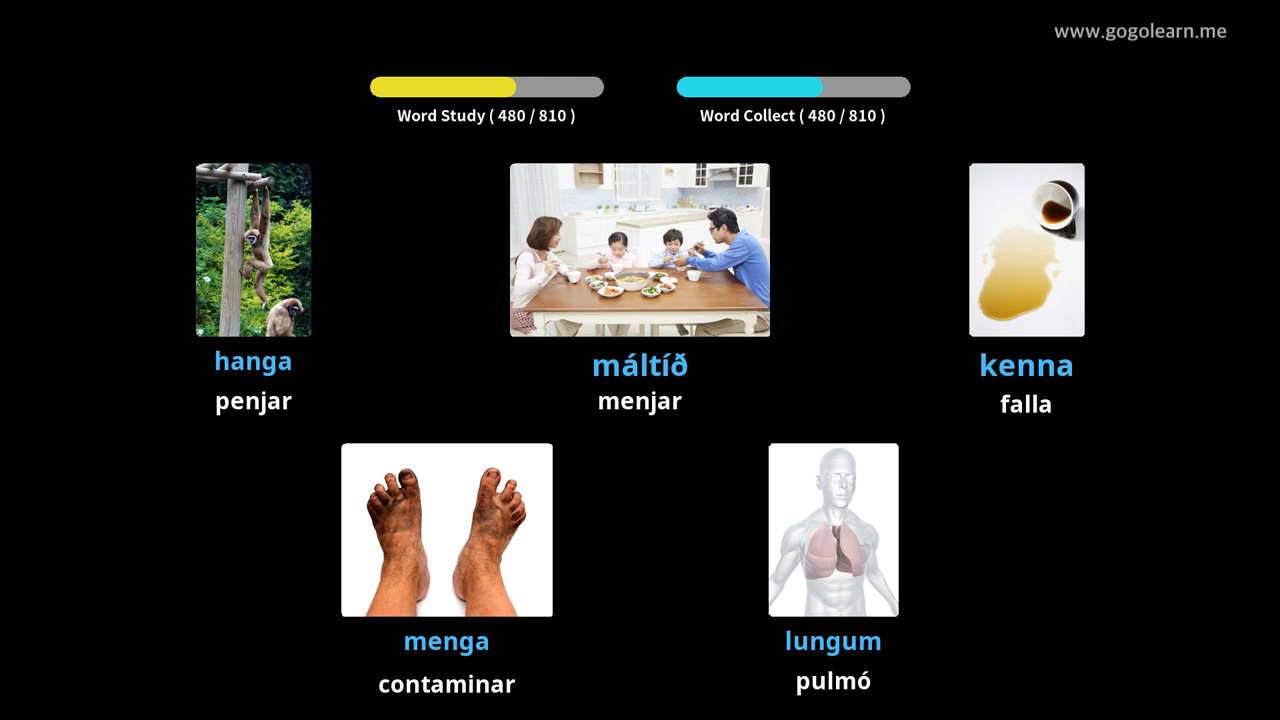 www.gogolearn.me
Word Study ( 480 / 810 )
Word Collect ( 480 / 810 )
hanga
penjar
máltíð
menjar
kenna
falla
menga
contaminar
lungum
pulmó